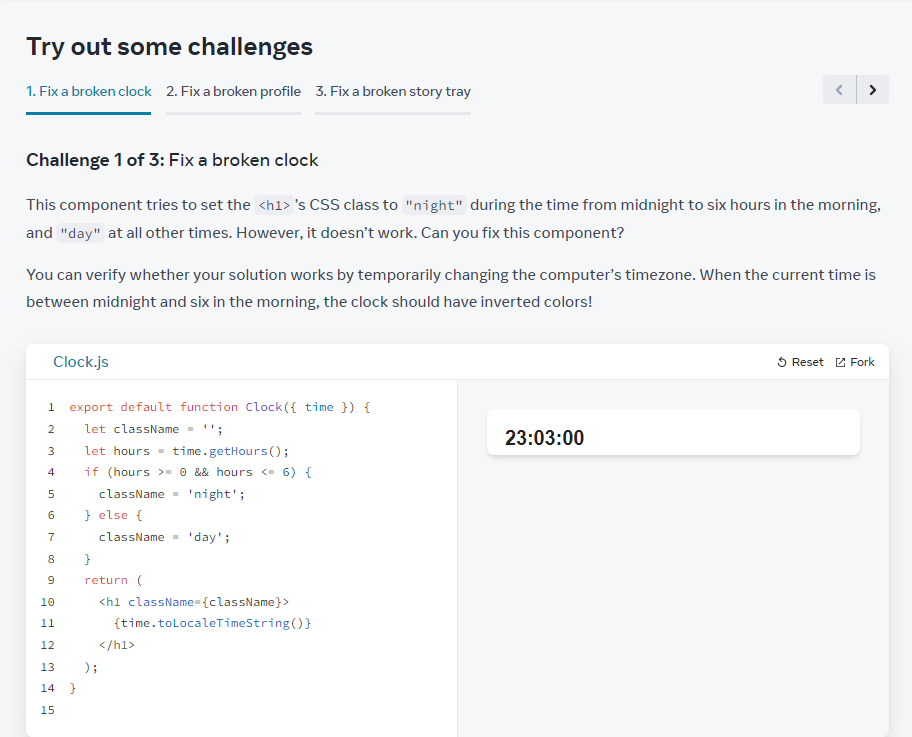 Try out some challenges
1. Fix a broken clock 2. Fix a broken profile 3. Fix a broken story tray
Challenge 1 of 3: Fix a broken clock
This component tries to set the <h1>’s CSS class to "night" during the time from midnight to six hours in the morning,
and "day" at all other times. However, it doesn’t work. Can you fix this component?
You can verify whether your solution works by temporarily changing the computer’s timezone. When the current time is
between midnight and six in the morning, the clock should have inverted colors!
Clock.js Reset Fork
1 export default function Clock({ time }) {
2   let className = '';
3   let hours = time.getHours();
4   if (hours >= 0 && hours <= 6) {
5     className = 'night';
6   } else {
7     className = 'day';
8   }
9   return (
10     <h1 className={className}>
11       {time.toLocaleTimeString()}
12     </h1>
13   );
14 }
15
23:03:00